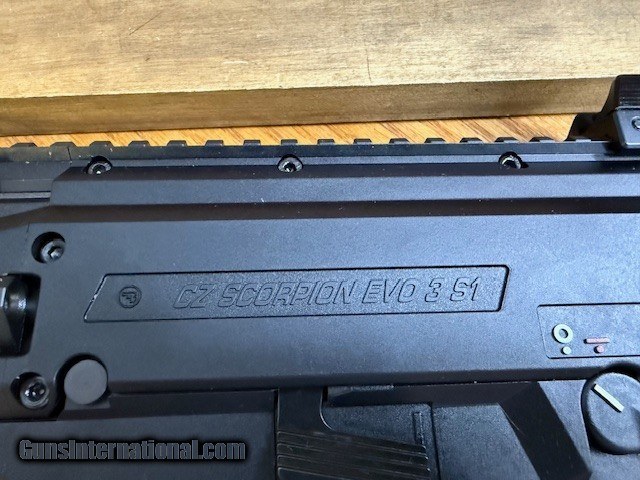 CZ SCORPION EVO 3 S1
GunsInternational.com